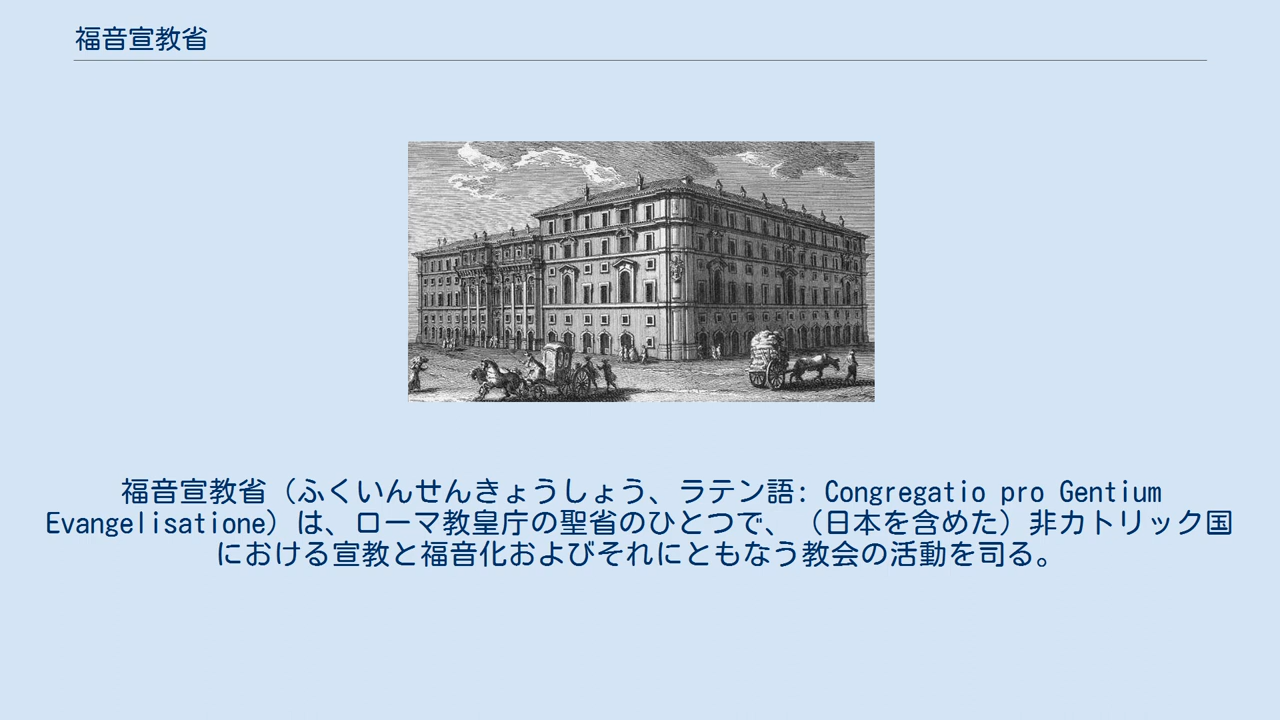 福音宣教省
福音宣教省（ふくいんせんきょうしょう、ラテン語: Congregatio pro Gentium
Evangelisatione）は、ローマ教皇庁の聖省のひとつで、（日本を含めた）非カトリック国
における宣教と福音化およびそれにともなう教会の活動を司る。